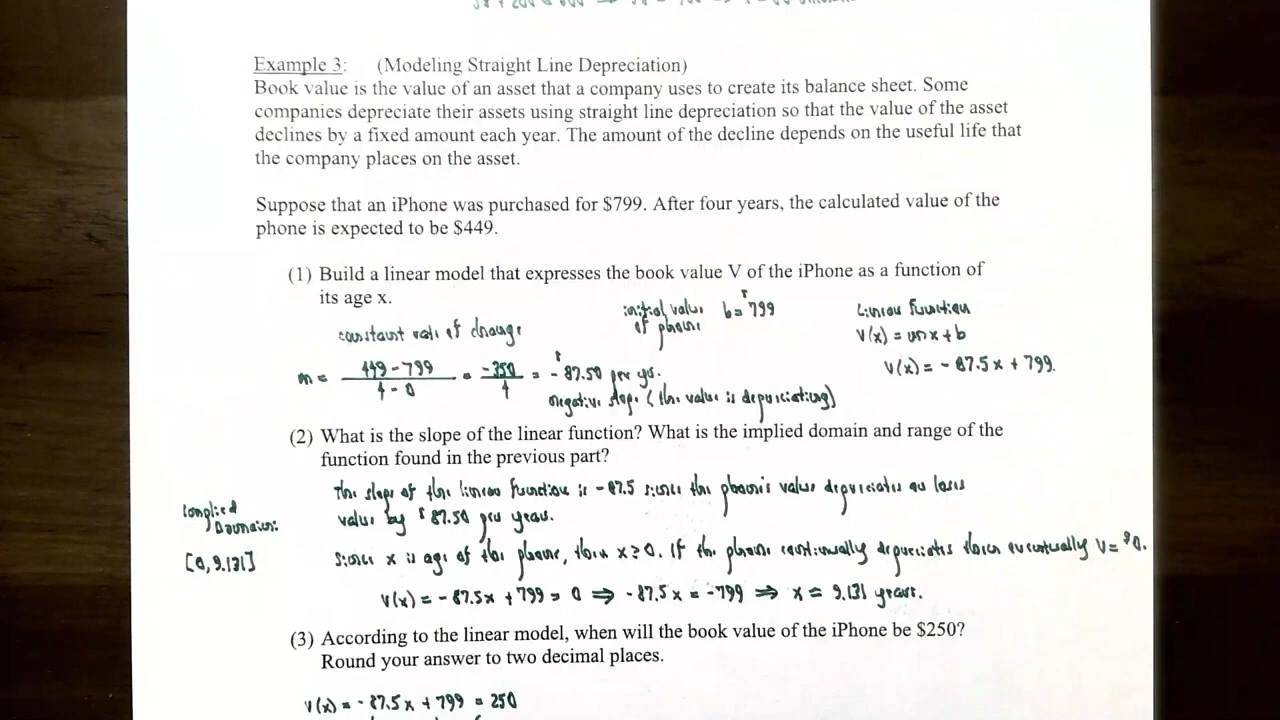 Example 3: (Modeling Straight Line Depreciation)
Book value is the value of an asset that a company uses to create its balance sheet. Some
companies depreciate their assets using straight line depreciation so that the value of the asset
declines by a fixed amount each year. The amount of the decline depends on the useful life that
the company places on the asset.
Suppose that an iPhone was purchased for $799. After four years, the calculated value of the
phone is expected to be $449.
(1) Build a linear model that expresses the book value V of the iPhone as a function of
its age x.
constant rate of change
initial value of phone b = $799
Linear Function
V(x) = mx + b
V(x) = -87.5x + 799.
m = (449 - 799)/(4 - 0) = -350/4 = -$87.50 per yr.
negative slope (the value is depreciating)
(2) What is the slope of the linear function? What is the implied domain and range of the
function found in the previous part?
The slope of the linear function is -87.5 since the phone's value depreciates or loses
value by $87.50 per year.
Implied Domain:
[0, 9.131]
Since x is age of the phone, then x ≥ 0. If the phone continually depreciates then eventually V = $0.
V(x) = -87.5x + 799 = 0 ⇒ -87.5x = -799 ⇒ x = 9.131 years.
(3) According to the linear model, when will the book value of the iPhone be $250?
Round your answer to two decimal places.
V(x) = -87.5x + 799 = 250